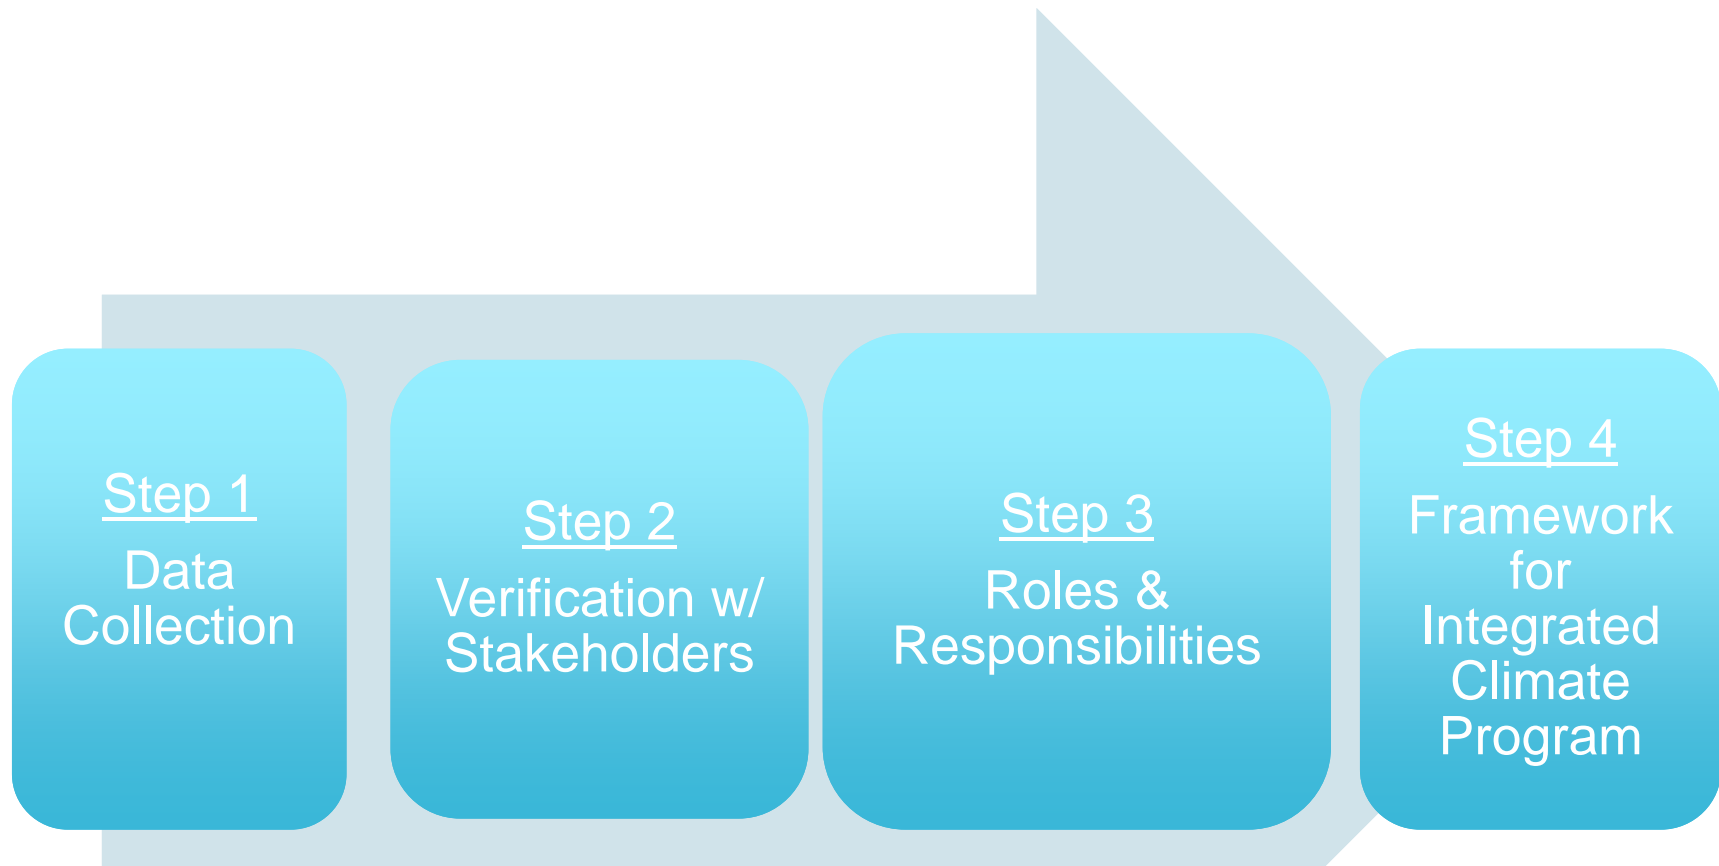 Step 1
Data
Collection
Step 2
Verification w/
Stakeholders
Step 3
Roles &
Responsibilities
Step 4
Framework
for
Integrated
Climate
Program